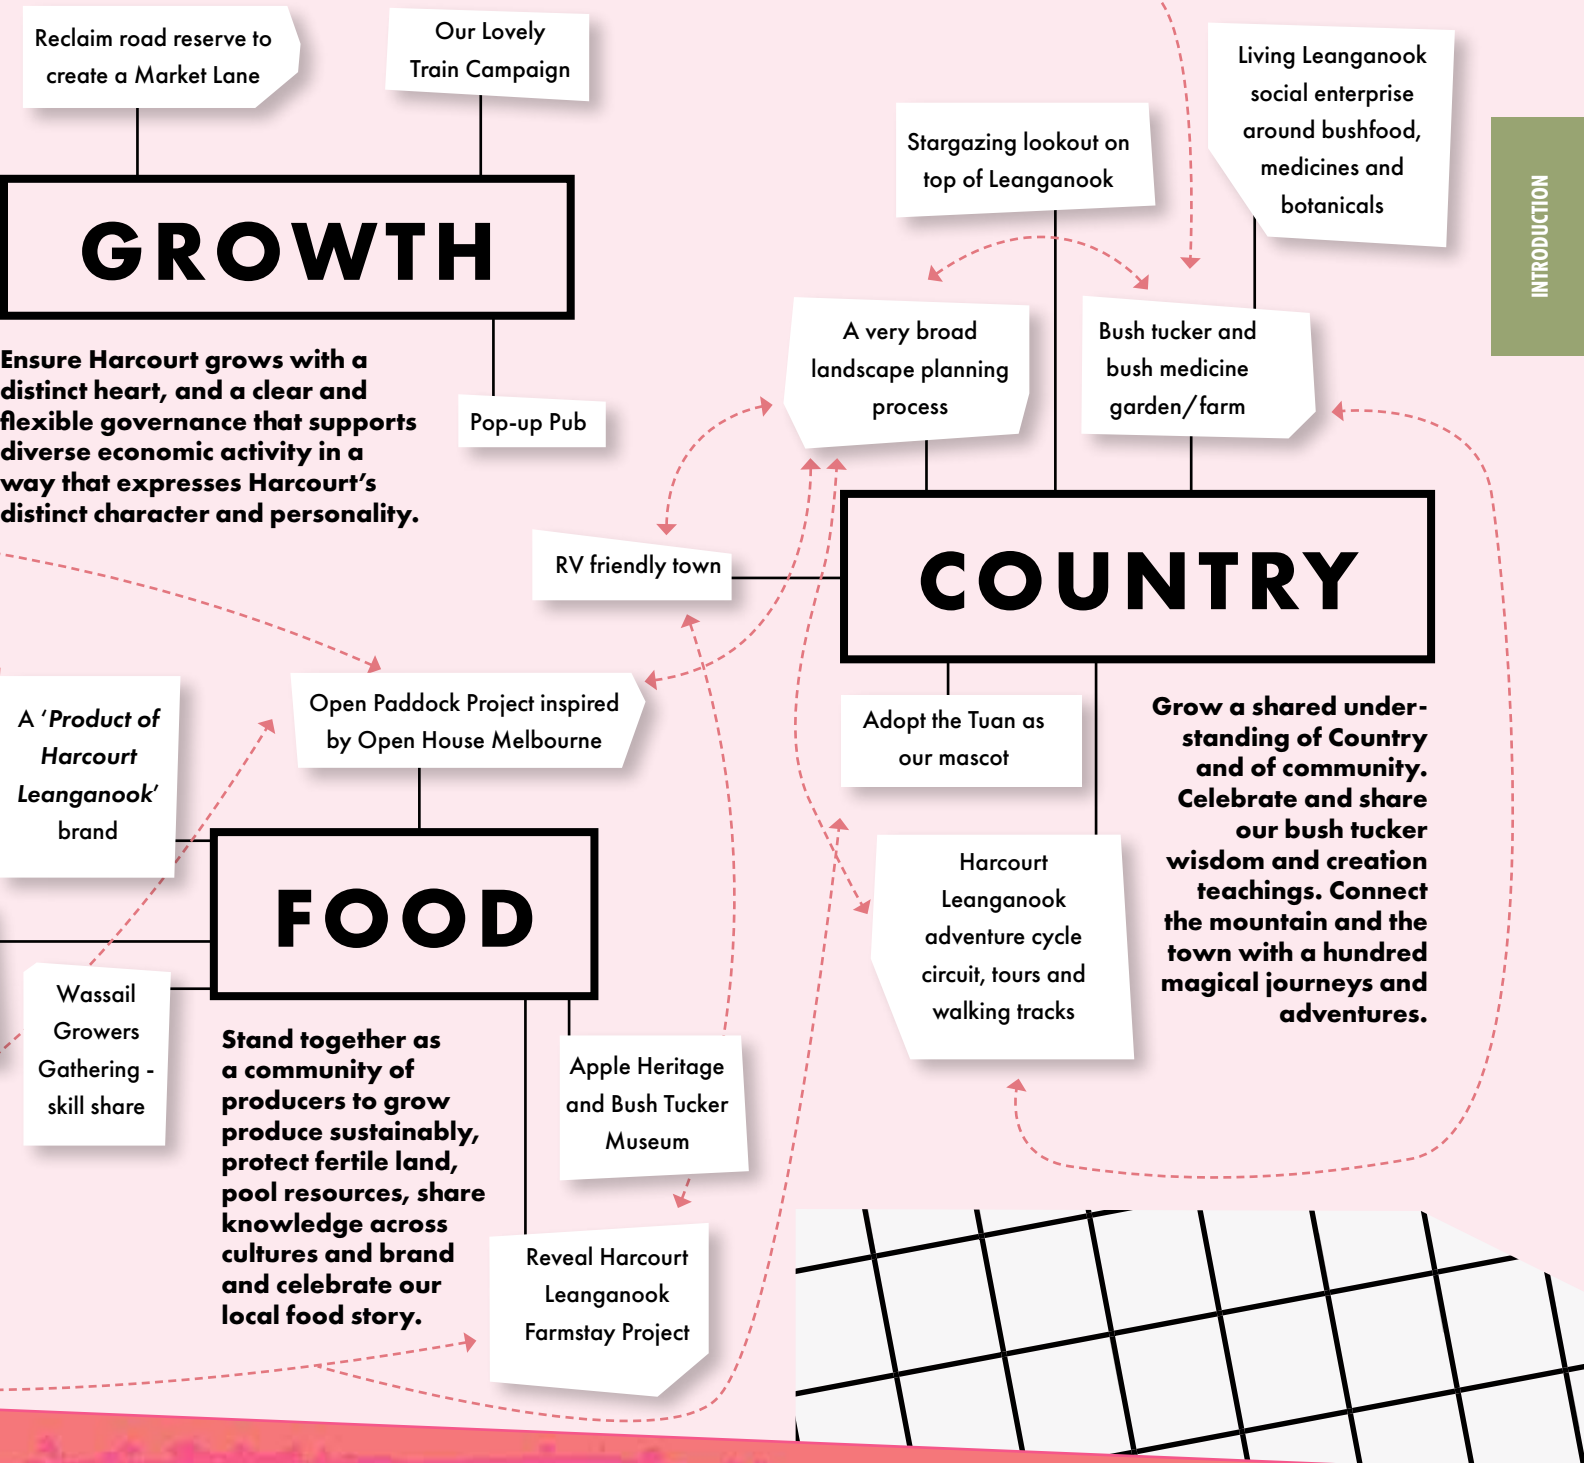 Reclaim road reserve to
create a Market Lane
Our Lovely
Train Campaign
GROWTH
Ensure Harcourt grows with a
distinct heart, and a clear and
flexible governance that supports
diverse economic activity in a
way that expresses Harcourt's
distinct character and personality.
Pop-up Pub
Stargazing lookout on
top of Leanganook
Living Leanganook
social enterprise
around bushfood,
medicines and
botanicals
INTRODUCTION
A very broad
landscape planning
process
Bush tucker and
bush medicine
garden/farm
RV friendly town
COUNTRY
Adopt the Tuan as
our mascot
Harcourt
Leanganook
adventure cycle
circuit, tours and
walking tracks
Grow a shared under-
standing of Country
and of community.
Celebrate and share
our bush tucker
wisdom and creation
teachings. Connect
the mountain and the
town with a hundred
magical journeys and
adventures.
Open Paddock Project inspired
by Open House Melbourne
A ‘Product of
Harcourt
Leanganook’
brand
FOOD
Wassail
Growers
Gathering -
skill share
Stand together as
a community of
producers to grow
produce sustainably,
protect fertile land,
pool resources, share
knowledge across
cultures and brand
and celebrate our
local food story.
Apple Heritage
and Bush Tucker
Museum
Reveal Harcourt
Leanganook
Farmstay Project